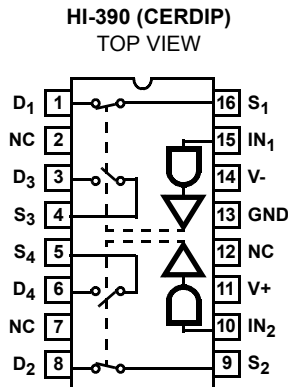 HI-390 (CERDIP)
TOP VIEW
D1 1 16 S1
NC 2 15 IN1
D3 3 14 V-
S3 4 13 GND
S4 5 12 NC
D4 6 11 V+
NC 7 10 IN2
D2 8 9 S2